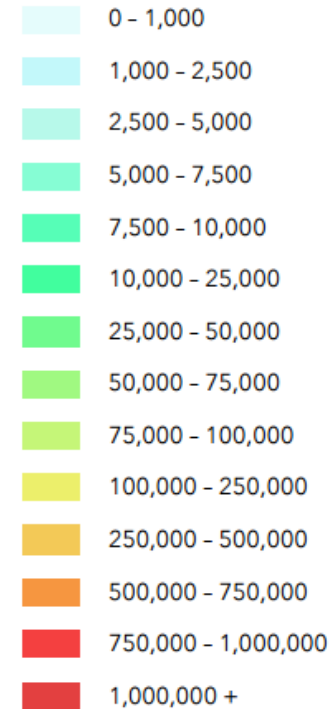 0 – 1,000
1,000 – 2,500
2,500 – 5,000
5,000 – 7,500
7,500 – 10,000
10,000 – 25,000
25,000 – 50,000
50,000 – 75,000
75,000 – 100,000
100,000 – 250,000
250,000 – 500,000
500,000 – 750,000
750,000 – 1,000,000
1,000,000 +